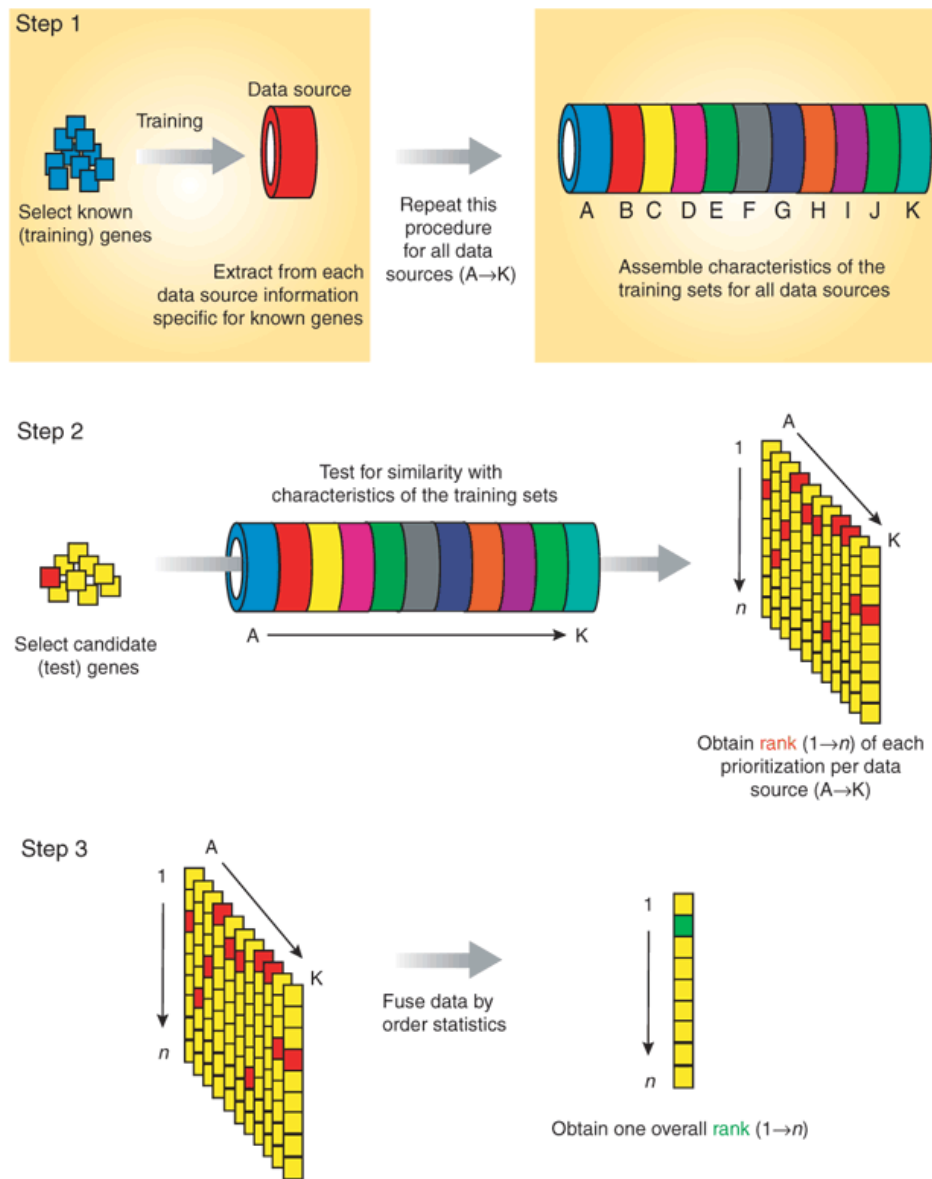 Step 1
Data source
Training
Select known
(training) genes
Extract from each
data source information
specific for known genes
Repeat this
procedure
for all data
sources (A→K)
A B C D E F G H I J K
Assemble characteristics of the
training sets for all data sources
Step 2
Test for similarity with
characteristics of the training sets
A
K
Select candidate
(test) genes
A
1
K
n
Obtain rank (1→n) of each
prioritization per data
source (A→K)
Step 3
A
1
K
n
Fuse data by
order statistics
1
n
Obtain one overall rank (1→n)